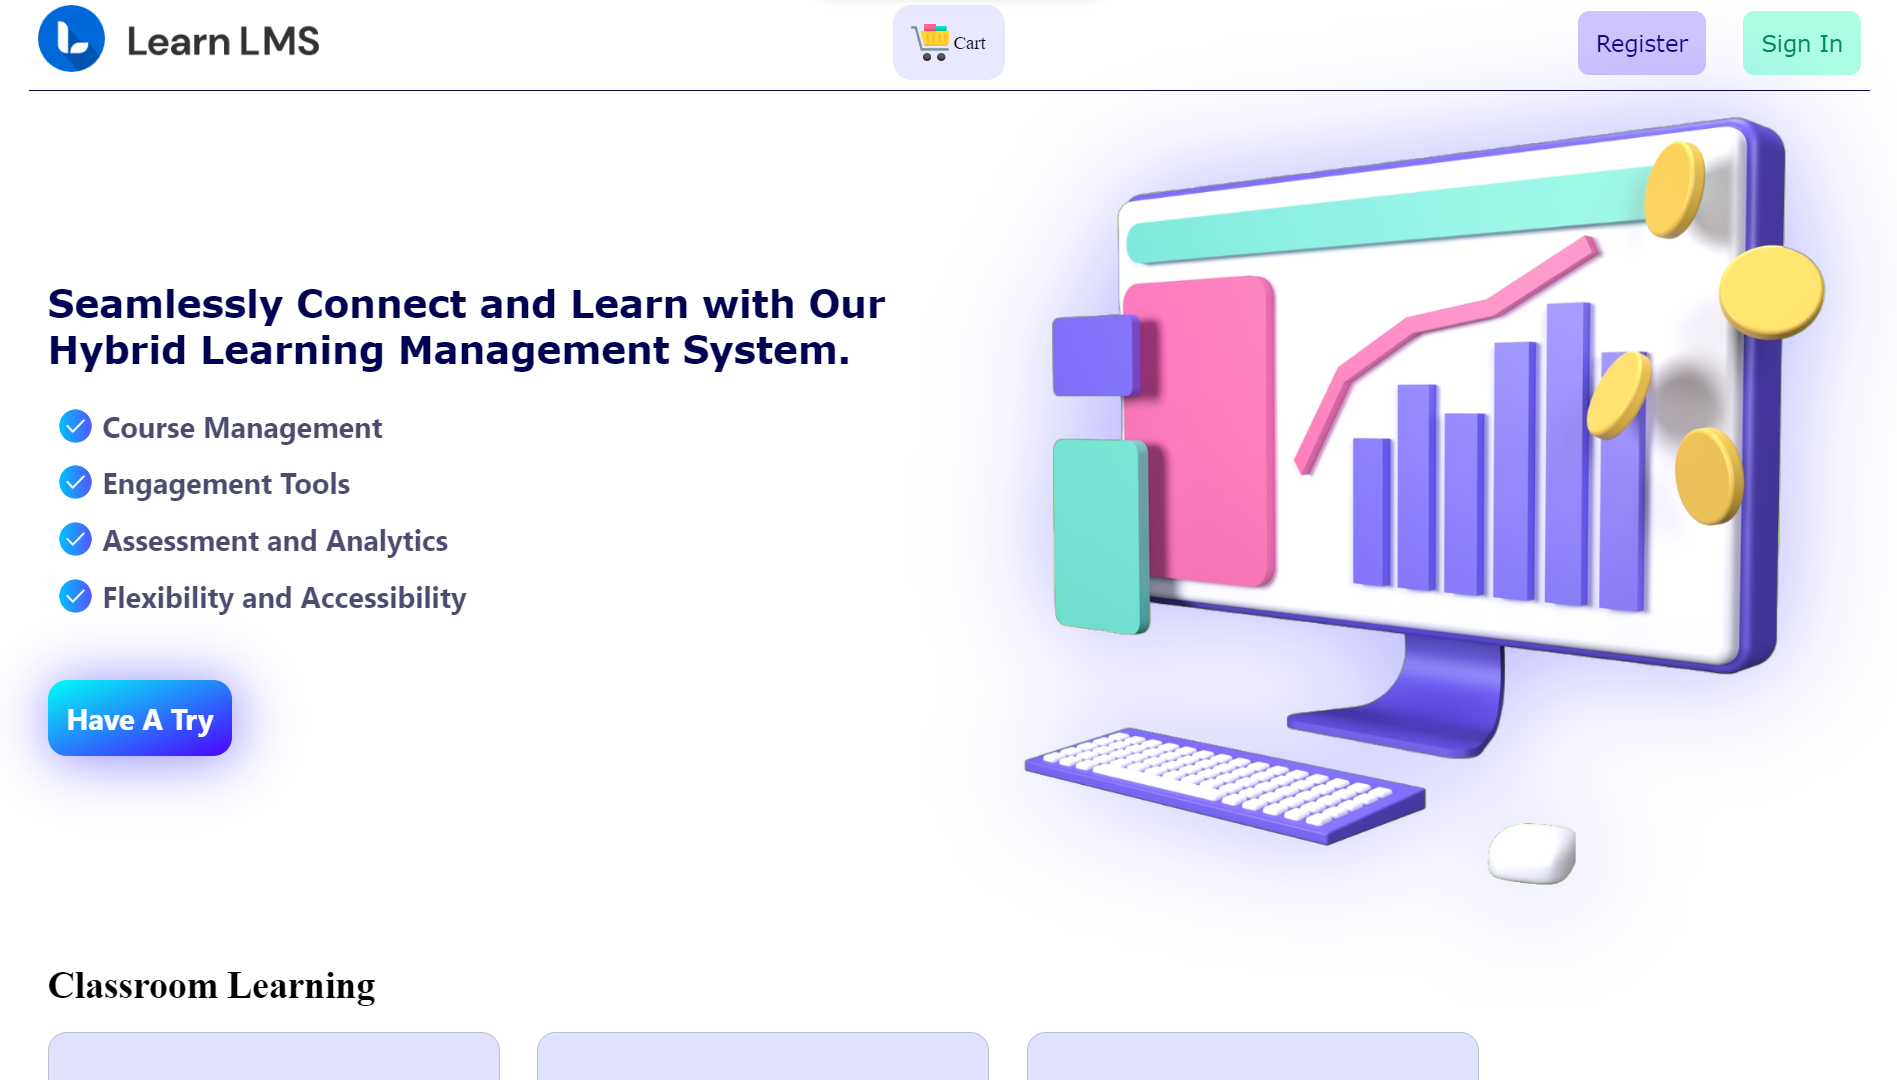 Learn LMS
Cart
Register
Sign In
Seamlessly Connect and Learn with Our
Hybrid Learning Management System.
Course Management
Engagement Tools
Assessment and Analytics
Flexibility and Accessibility
Have A Try
Classroom Learning